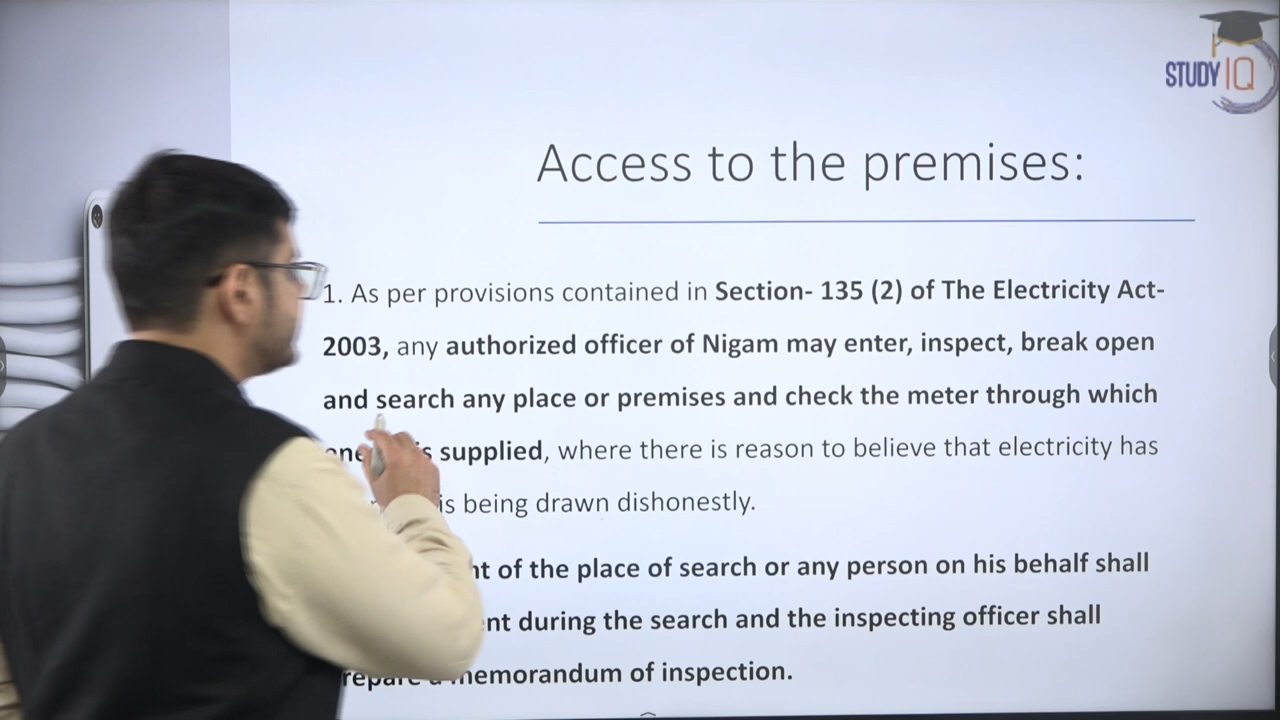 STUDY IQ
Access to the premises:
1. As per provisions contained in Section- 135 (2) of The Electricity Act-
2003, any authorized officer of Nigam may enter, inspect, break open
and search any place or premises and check the meter through which
supplied, where there is reason to believe that electricity has
is being drawn dishonestly.
of the place of search or any person on his behalf shall
during the search and the inspecting officer shall
memorandum of inspection.